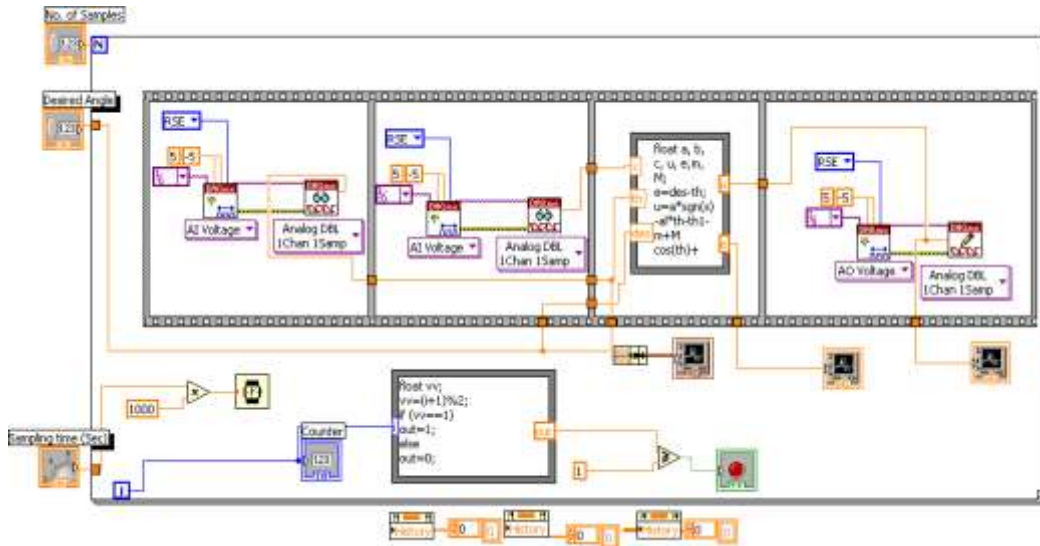 No. of Samples
N
Desired Angle
RSE
5 -5
AI Voltage
Analog DBL
1Chan 1Samp
RSE
5 -5
AI Voltage
Analog DBL
1Chan 1Samp
float a, b,
c, u, e,m,
M;
e=des-th;
u=a*sgn(s)
m+M
cos(th)+
RSE
5 -5
AO Voltage
Analog DBL
1Chan 1Samp
1000
Sampling time (Sec)
i
Counter
123
float vv;
vv=(i+1)%2;
if (vv==1)
out=1;
else
out=0;
out
1
History
0
History
0
History
0